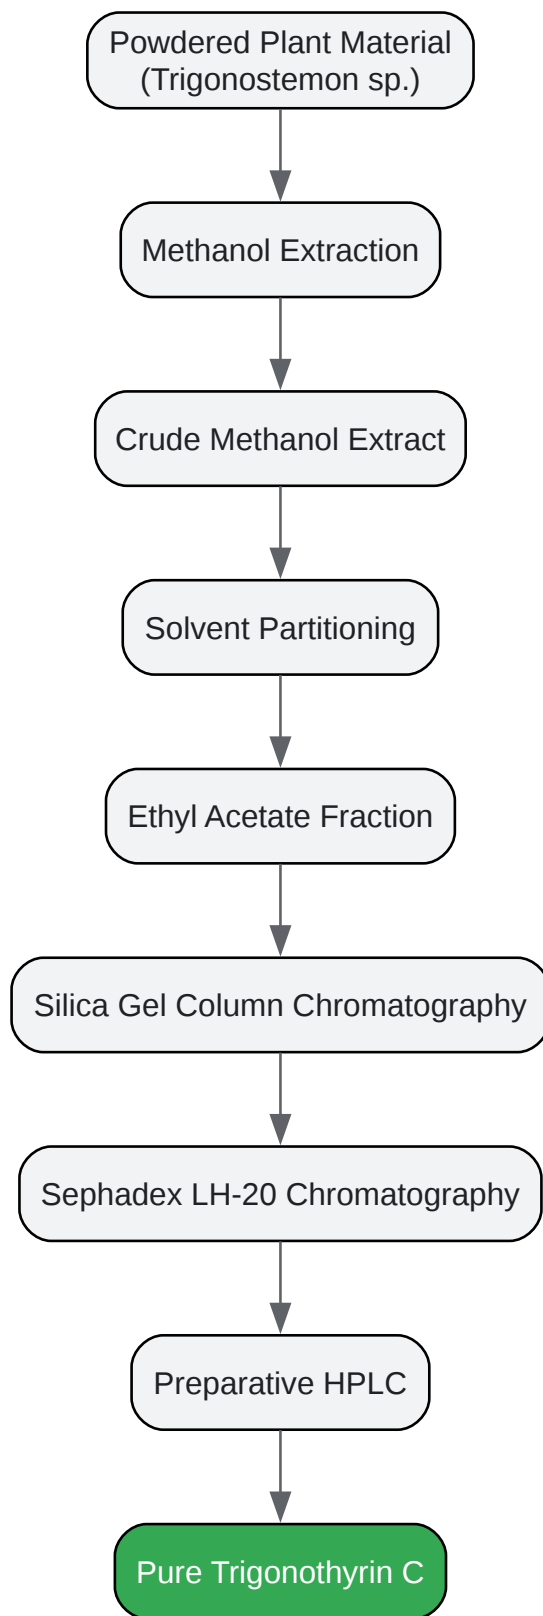 Powdered Plant Material
(Trigonostemon sp.)
Methanol Extraction
Crude Methanol Extract
Solvent Partitioning
Ethyl Acetate Fraction
Silica Gel Column Chromatography
Sephadex LH-20 Chromatography
Preparative HPLC
Pure Trigonothyrin C